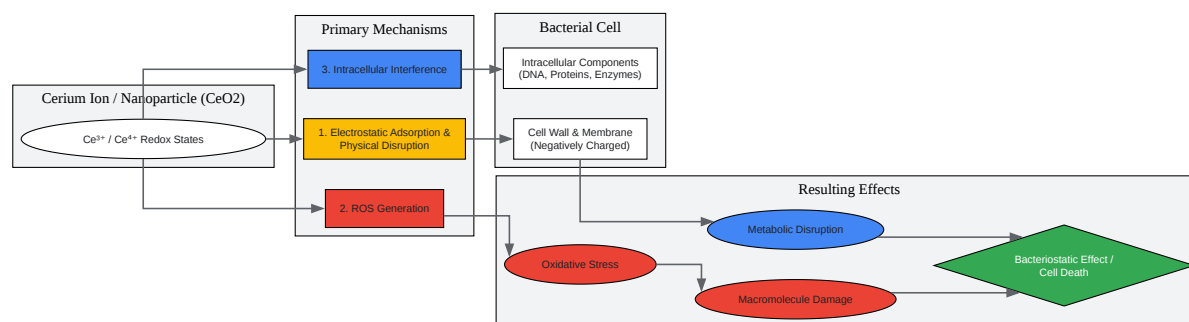 Cerium Ion / Nanoparticle (CeO2)
Ce³⁺ / Ce⁴⁺ Redox States
Primary Mechanisms
3. Intracellular Interference
1. Electrostatic Adsorption &
Physical Disruption
2. ROS Generation
Bacterial Cell
Intracellular Components
(DNA, Proteins, Enzymes)
Cell Wall & Membrane
(Negatively Charged)
Resulting Effects
Metabolic Disruption
Oxidative Stress
Macromolecule Damage
Bacteriostatic Effect /
Cell Death